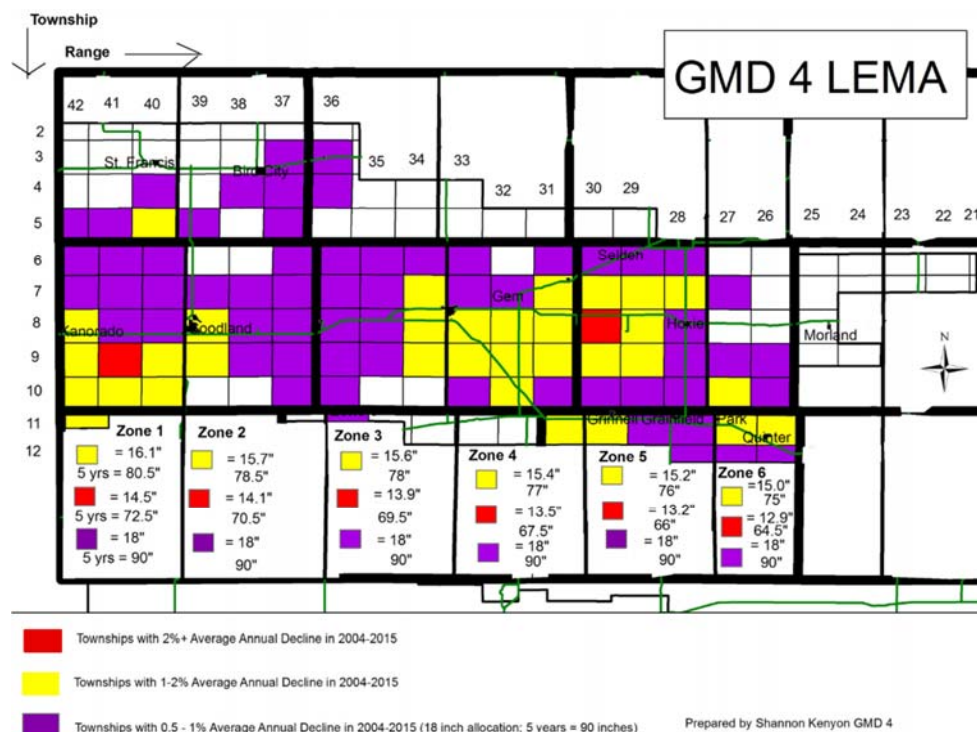 Township
Range
GMD 4 LEMA
42 41 40 39 38 37 36
35 34 33
32 31 30 29
28 27 26 25 24 23 22 21
2
3
4
5
6
7
8
9
10
11
12
St. Francis
Bird City
Selden
Gem
Kanorado
Goodland
Hoxie
Morland
N
Grinnell Grainfield Park
Quinter
Zone 1
= 16.1"
5 yrs = 80.5"
= 14.5"
5 yrs = 72.5"
= 18"
5 yrs = 90"
Zone 2
= 15.7"
78.5"
= 14.1"
70.5"
= 18"
90"
Zone 3
= 15.6"
78"
= 13.9"
69.5"
= 18"
90"
Zone 4
= 15.4"
77"
= 13.5"
67.5"
= 18"
90"
Zone 5
= 15.2"
76"
= 13.2"
66"
= 18"
90"
Zone 6
=15.0"
75"
= 12.9"
64.5"
= 18"
90"
Townships with 2%+ Average Annual Decline in 2004-2015
Townships with 1-2% Average Annual Decline in 2004-2015
Townships with 0.5 - 1% Average Annual Decline in 2004-2015 (18 inch allocation; 5 years = 90 inches)
Prepared by Shannon Kenyon GMD 4